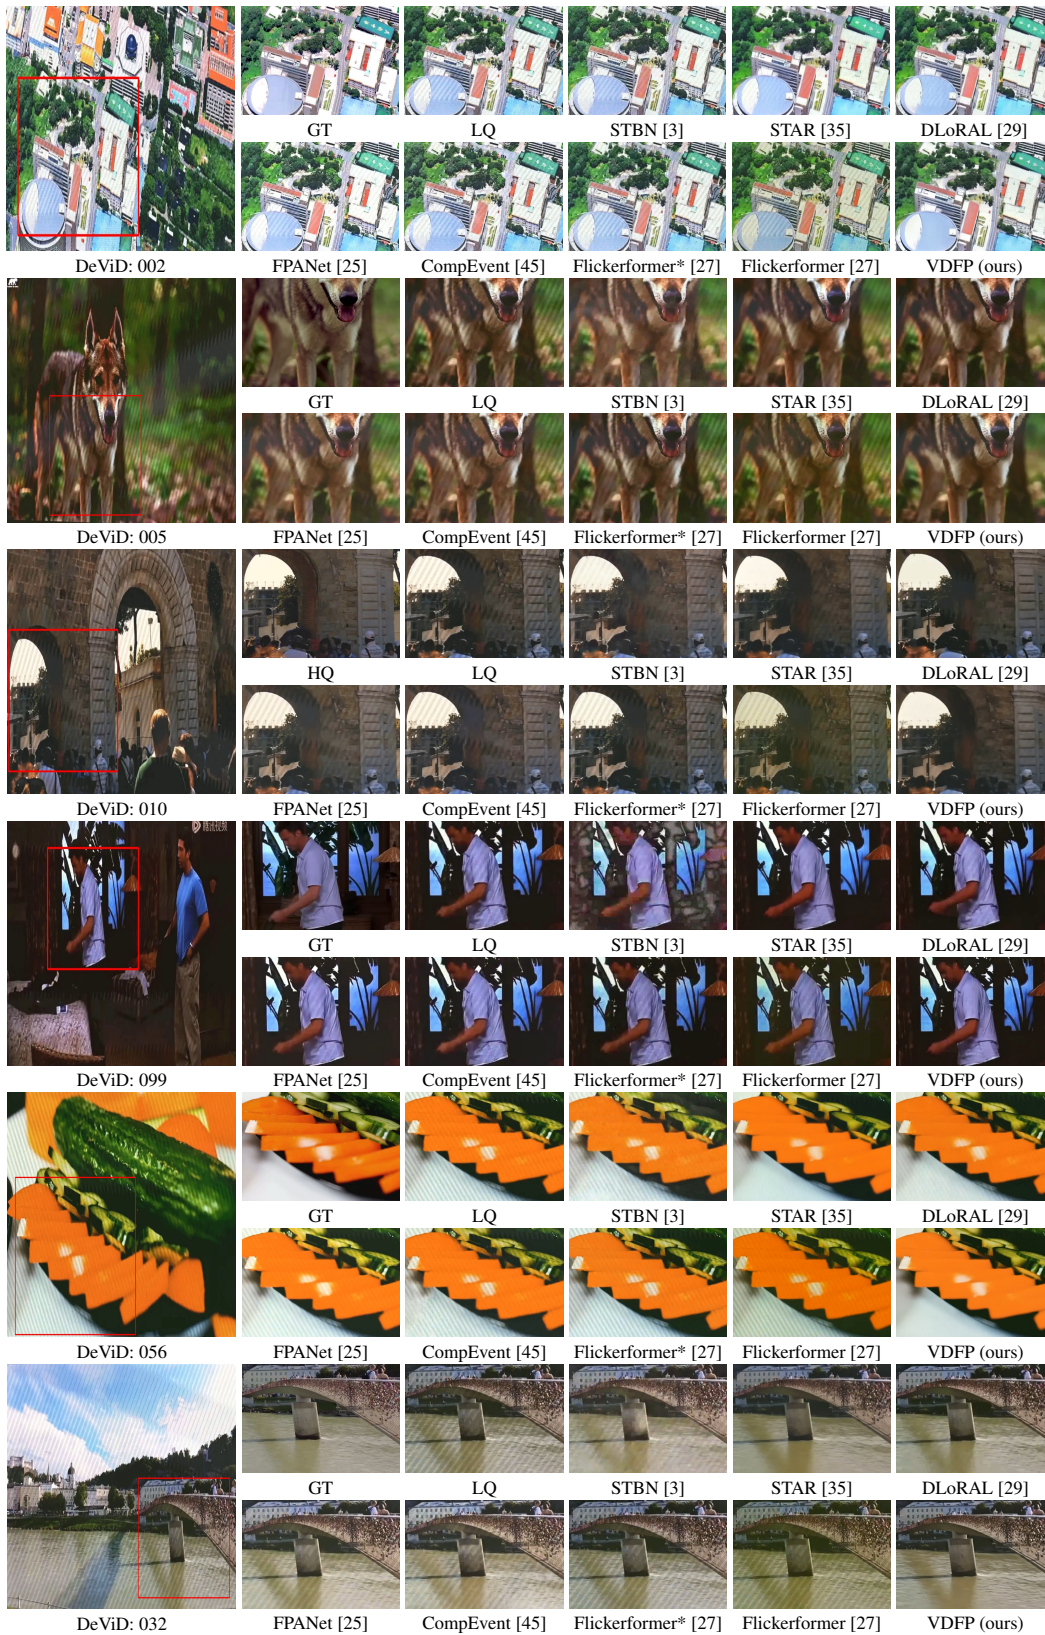 GT LQ STBN [3] STAR [35] DLoRAL [29]
DeViD: 002 FPANet [25] CompEvent [45] Flickerformer* [27] Flickerformer [27] VDFP (ours)
GT LQ STBN [3] STAR [35] DLoRAL [29]
DeViD: 005 FPANet [25] CompEvent [45] Flickerformer* [27] Flickerformer [27] VDFP (ours)
HQ LQ STBN [3] STAR [35] DLoRAL [29]
DeViD: 010 FPANet [25] CompEvent [45] Flickerformer* [27] Flickerformer [27] VDFP (ours)
腾讯视频
GT LQ STBN [3] STAR [35] DLoRAL [29]
DeViD: 099 FPANet [25] CompEvent [45] Flickerformer* [27] Flickerformer [27] VDFP (ours)
GT LQ STBN [3] STAR [35] DLoRAL [29]
DeViD: 056 FPANet [25] CompEvent [45] Flickerformer* [27] Flickerformer [27] VDFP (ours)
GT LQ STBN [3] STAR [35] DLoRAL [29]
DeViD: 032 FPANet [25] CompEvent [45] Flickerformer* [27] Flickerformer [27] VDFP (ours)